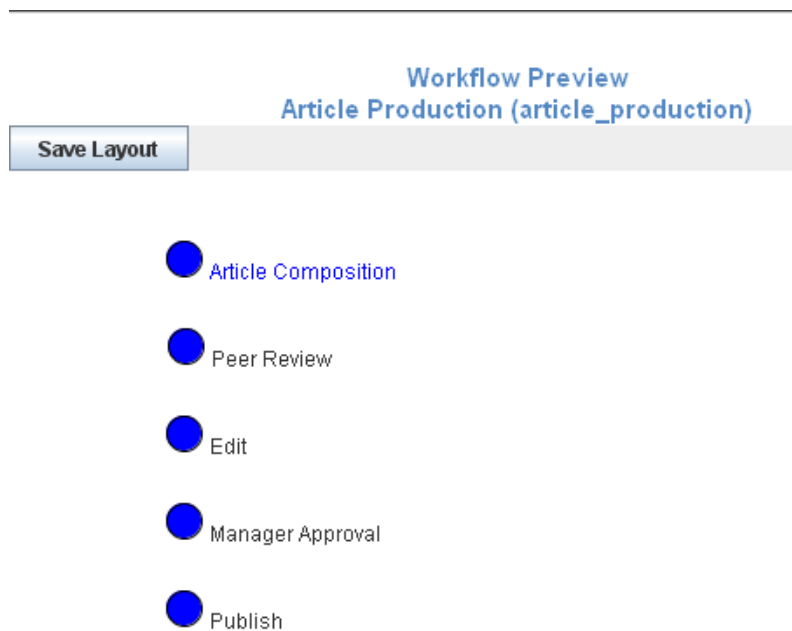 Workflow Preview
Article Production (article_production)
Save Layout
Article Composition
Peer Review
Edit
Manager Approval
Publish